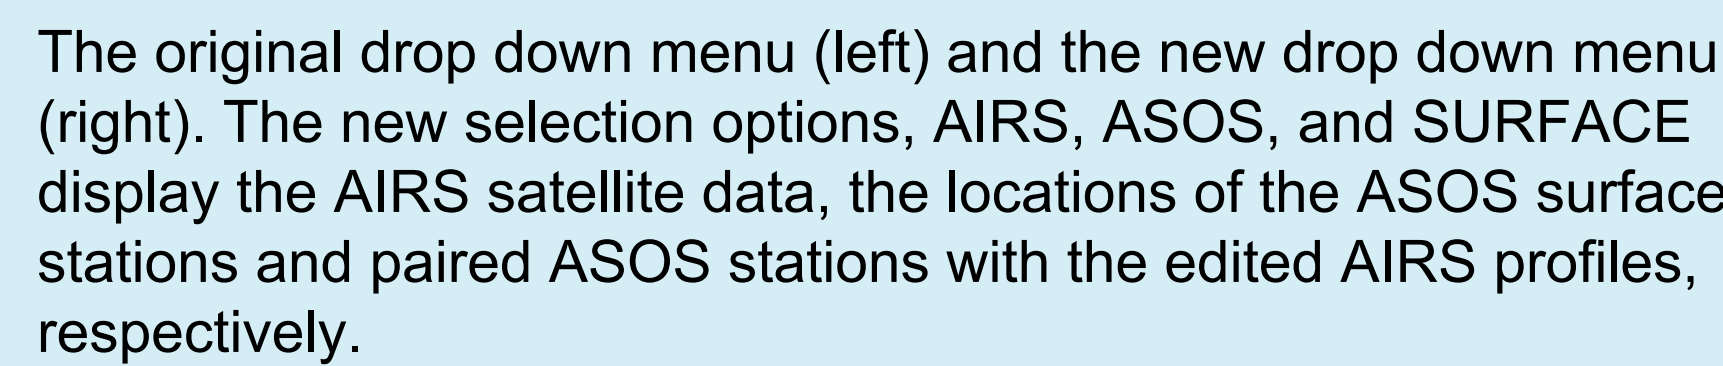 The original drop down menu (left) and the new drop down menu
(right). The new selection options, AIRS, ASOS, and SURFACE
display the AIRS satellite data, the locations of the ASOS surface
stations and paired ASOS stations with the edited AIRS profiles,
respectively.